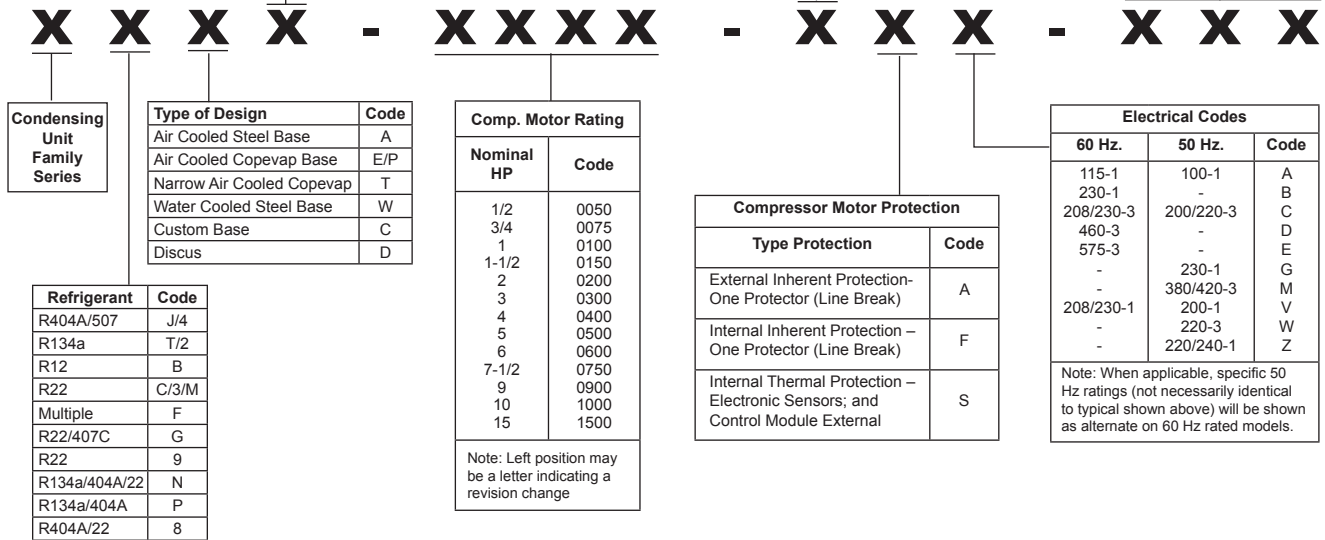 X X X X - X X X X - X X X - X X X
Condensing
Unit
Family
Series
Type of Design Code
Air Cooled Steel Base A
Air Cooled Copevap Base E/P
Narrow Air Cooled Copevap T
Water Cooled Steel Base W
Custom Base C
Discus D
Refrigerant Code
R404A/507 J/4
R134a T/2
R12 B
R22 C/3/M
Multiple F
R22/407C G
R22 9
R134a/404A/22 N
R134a/404A P
R404A/22 8
Comp. Motor Rating
Nominal
HP Code
1/2 0050
3/4 0075
1 0100
1-1/2 0150
2 0200
3 0300
4 0400
5 0500
6 0600
7-1/2 0750
9 0900
10 1000
15 1500
Note: Left position may
be a letter indicating a
revision change
Compressor Motor Protection
Type Protection Code
External Inherent Protection-
One Protector (Line Break) A
Internal Inherent Protection –
One Protector (Line Break) F
Internal Thermal Protection –
Electronic Sensors; and S
Control Module External
Electrical Codes
60 Hz. 50 Hz. Code
115-1 100-1 A
230-1 - B
208/230-3 200/220-3 C
460-3 - D
575-3 - E
- 230-1 G
- 380/420-3 M
208/230-1 200-1 V
- 220-3 W
- 220/240-1 Z
Note: When applicable, specific 50
Hz ratings (not necessarily identical
to typical shown above) will be shown
as alternate on 60 Hz rated models.